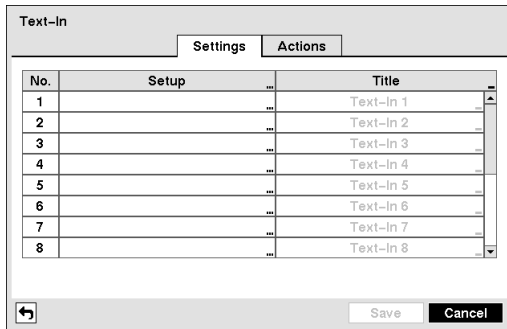 Text-In
Settings Actions
No. Setup ... Title
1 ... Text-In 1
2 ... Text-In 2
3 ... Text-In 3
4 ... Text-In 4
5 ... Text-In 5
6 ... Text-In 6
7 ... Text-In 7
8 ... Text-In 8
Save Cancel